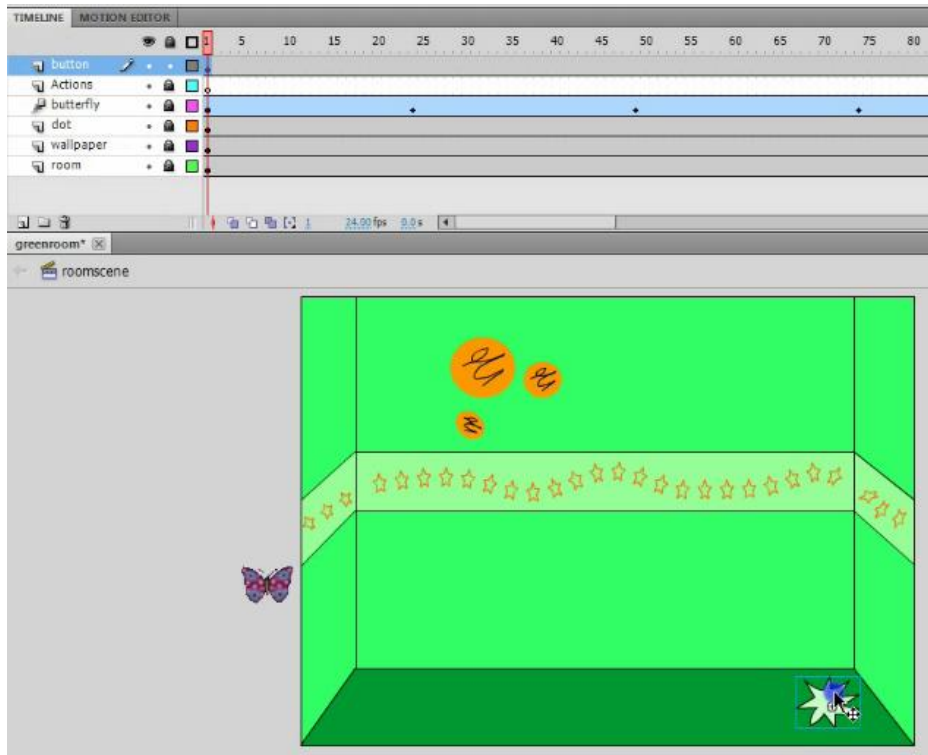 TIMELINE MOTION EDITOR
1 5 10 15 20 25 30 35 40 45 50 55 60 65 70 75 80
button
Actions
butterfly
dot
wallpaper
room
1 24.00 fps 0.0 s
greenroom*
roomscene